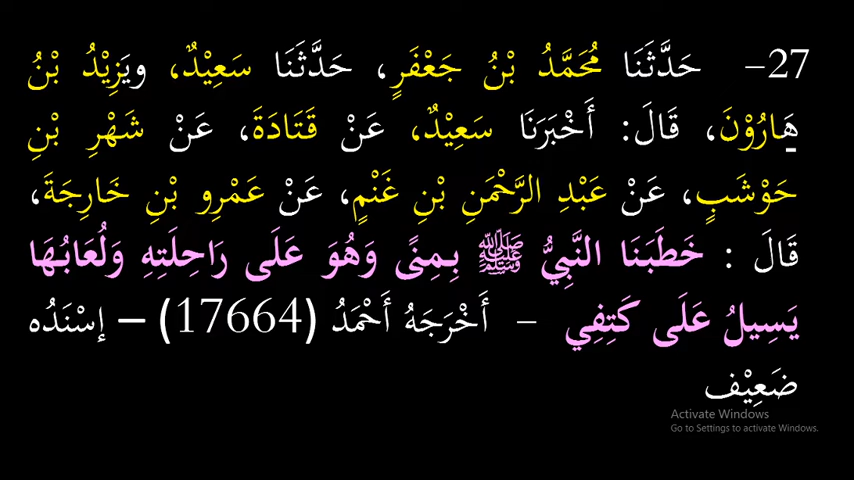 27- حَدَّثَنَا مُحَمَّدُ بْنُ جَعْفَرٍ، حَدَّثَنَا سَعِيْدٌ، ويَزِيْدُ بْنُ
هَارُوْنَ، قَالَ: أَخْبَرَنَا سَعِيْدٌ، عَنْ قَتَادَةَ، عَنْ شَهْرِ بْنِ
حَوْشَبٍ، عَنْ عَبْدِ الرَّحْمَنِ بْنِ غَنْمٍ، عَنْ عَمْرِو بْنِ خَارِجَةَ،
قَالَ : خَطَبَنَا النَّبِيُّ ﷺ بِمِنًى وَهُوَ عَلَى رَاحِلَتِهِ وَلُعَابُهَا
يَسِيلُ عَلَى كَتِفِي - أَخْرَجَهُ أَحْمَدُ (17664) – إسْنَدُه
ضَعِيْف
Activate Windows
Go to Settings to activate Windows.